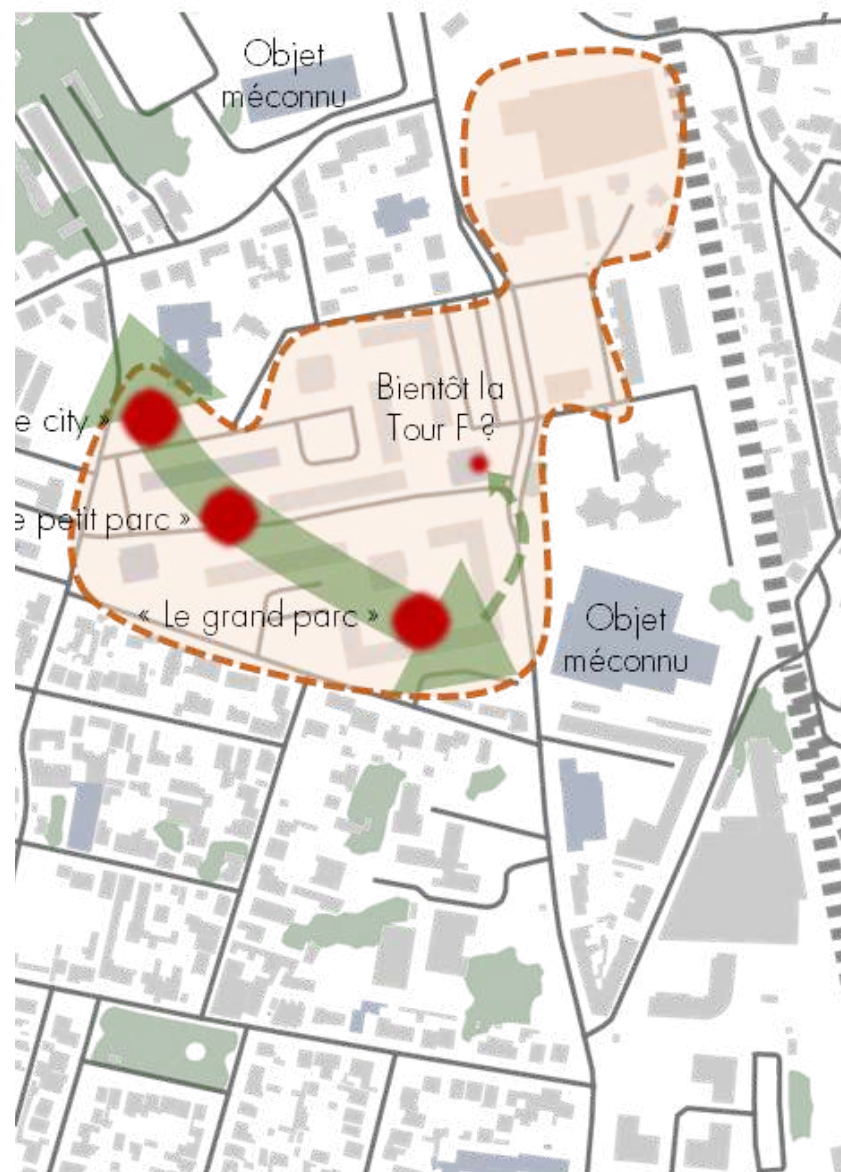 Objet
méconnu
Bientôt la
Tour F ?
e city »
e petit parc »
« Le grand parc »
Objet
méconnu